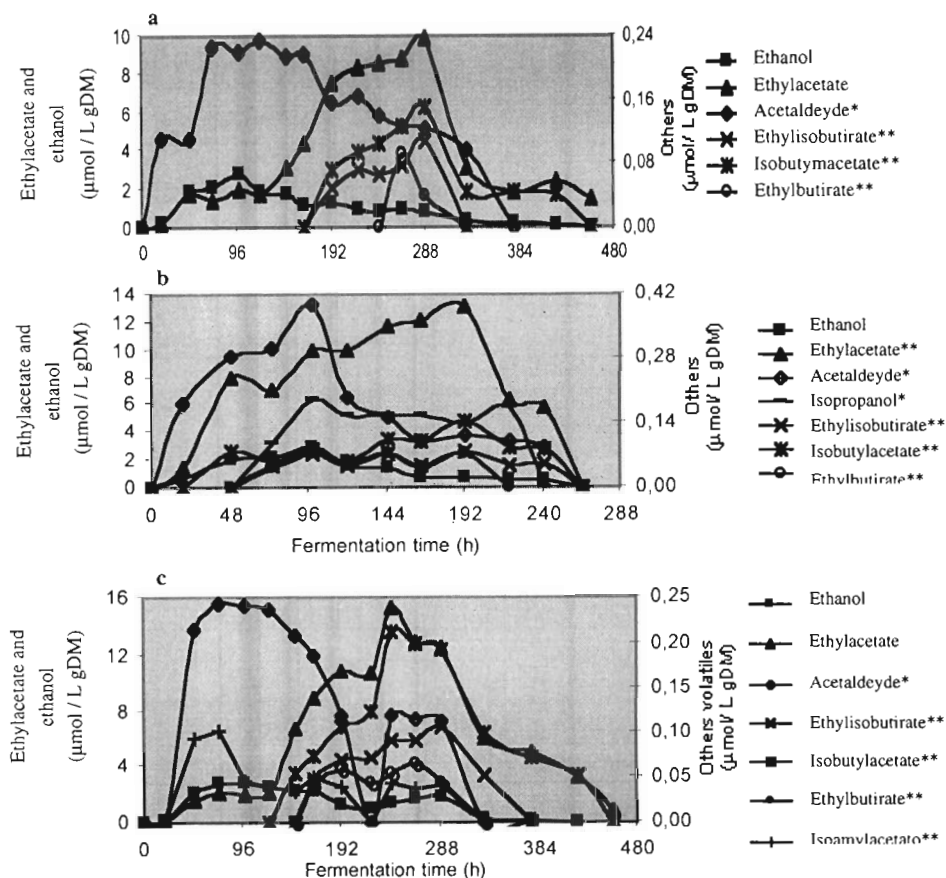 a
Ethylacetate and
ethanol
(µmol / L gDM)
10
8
6
4
2
0
0
96
192
288
384
480
0,24
0,16
0,08
0,00
Others
(µmol/ L gDM)
Ethanol
Ethylacetate
Acetaldeyde*
Ethylisobutirate**
Isobutymacetate**
Ethylbutirate**
b
Ethylacetate and
ethanol
(µmol / L gDM)
14
12
10
8
6
4
2
0
0
48
96
144
192
240
288
Fermentation time (h)
0,42
0,28
0,14
0,00
Others
(µmol/ L gDM)
Ethanol
Ethylacetate**
Acetaldeyde*
Isopropanol*
Ethylisobutirate**
Isobutylacetate**
Ethylbutirate**
c
Ethylacetate and
ethanol
(µmol / L gDM)
16
12
8
4
0
0
96
192
288
384
480
Fermentation time (h)
0,25
0,20
0,15
0,10
0,05
0,00
Others volatiles
(µmol/ L gDM)
Ethanol
Ethylacetate
Acetaldeyde*
Ethylisobutirate**
Isobutylacetate**
Ethylbutirate**
Isoamylacetato**